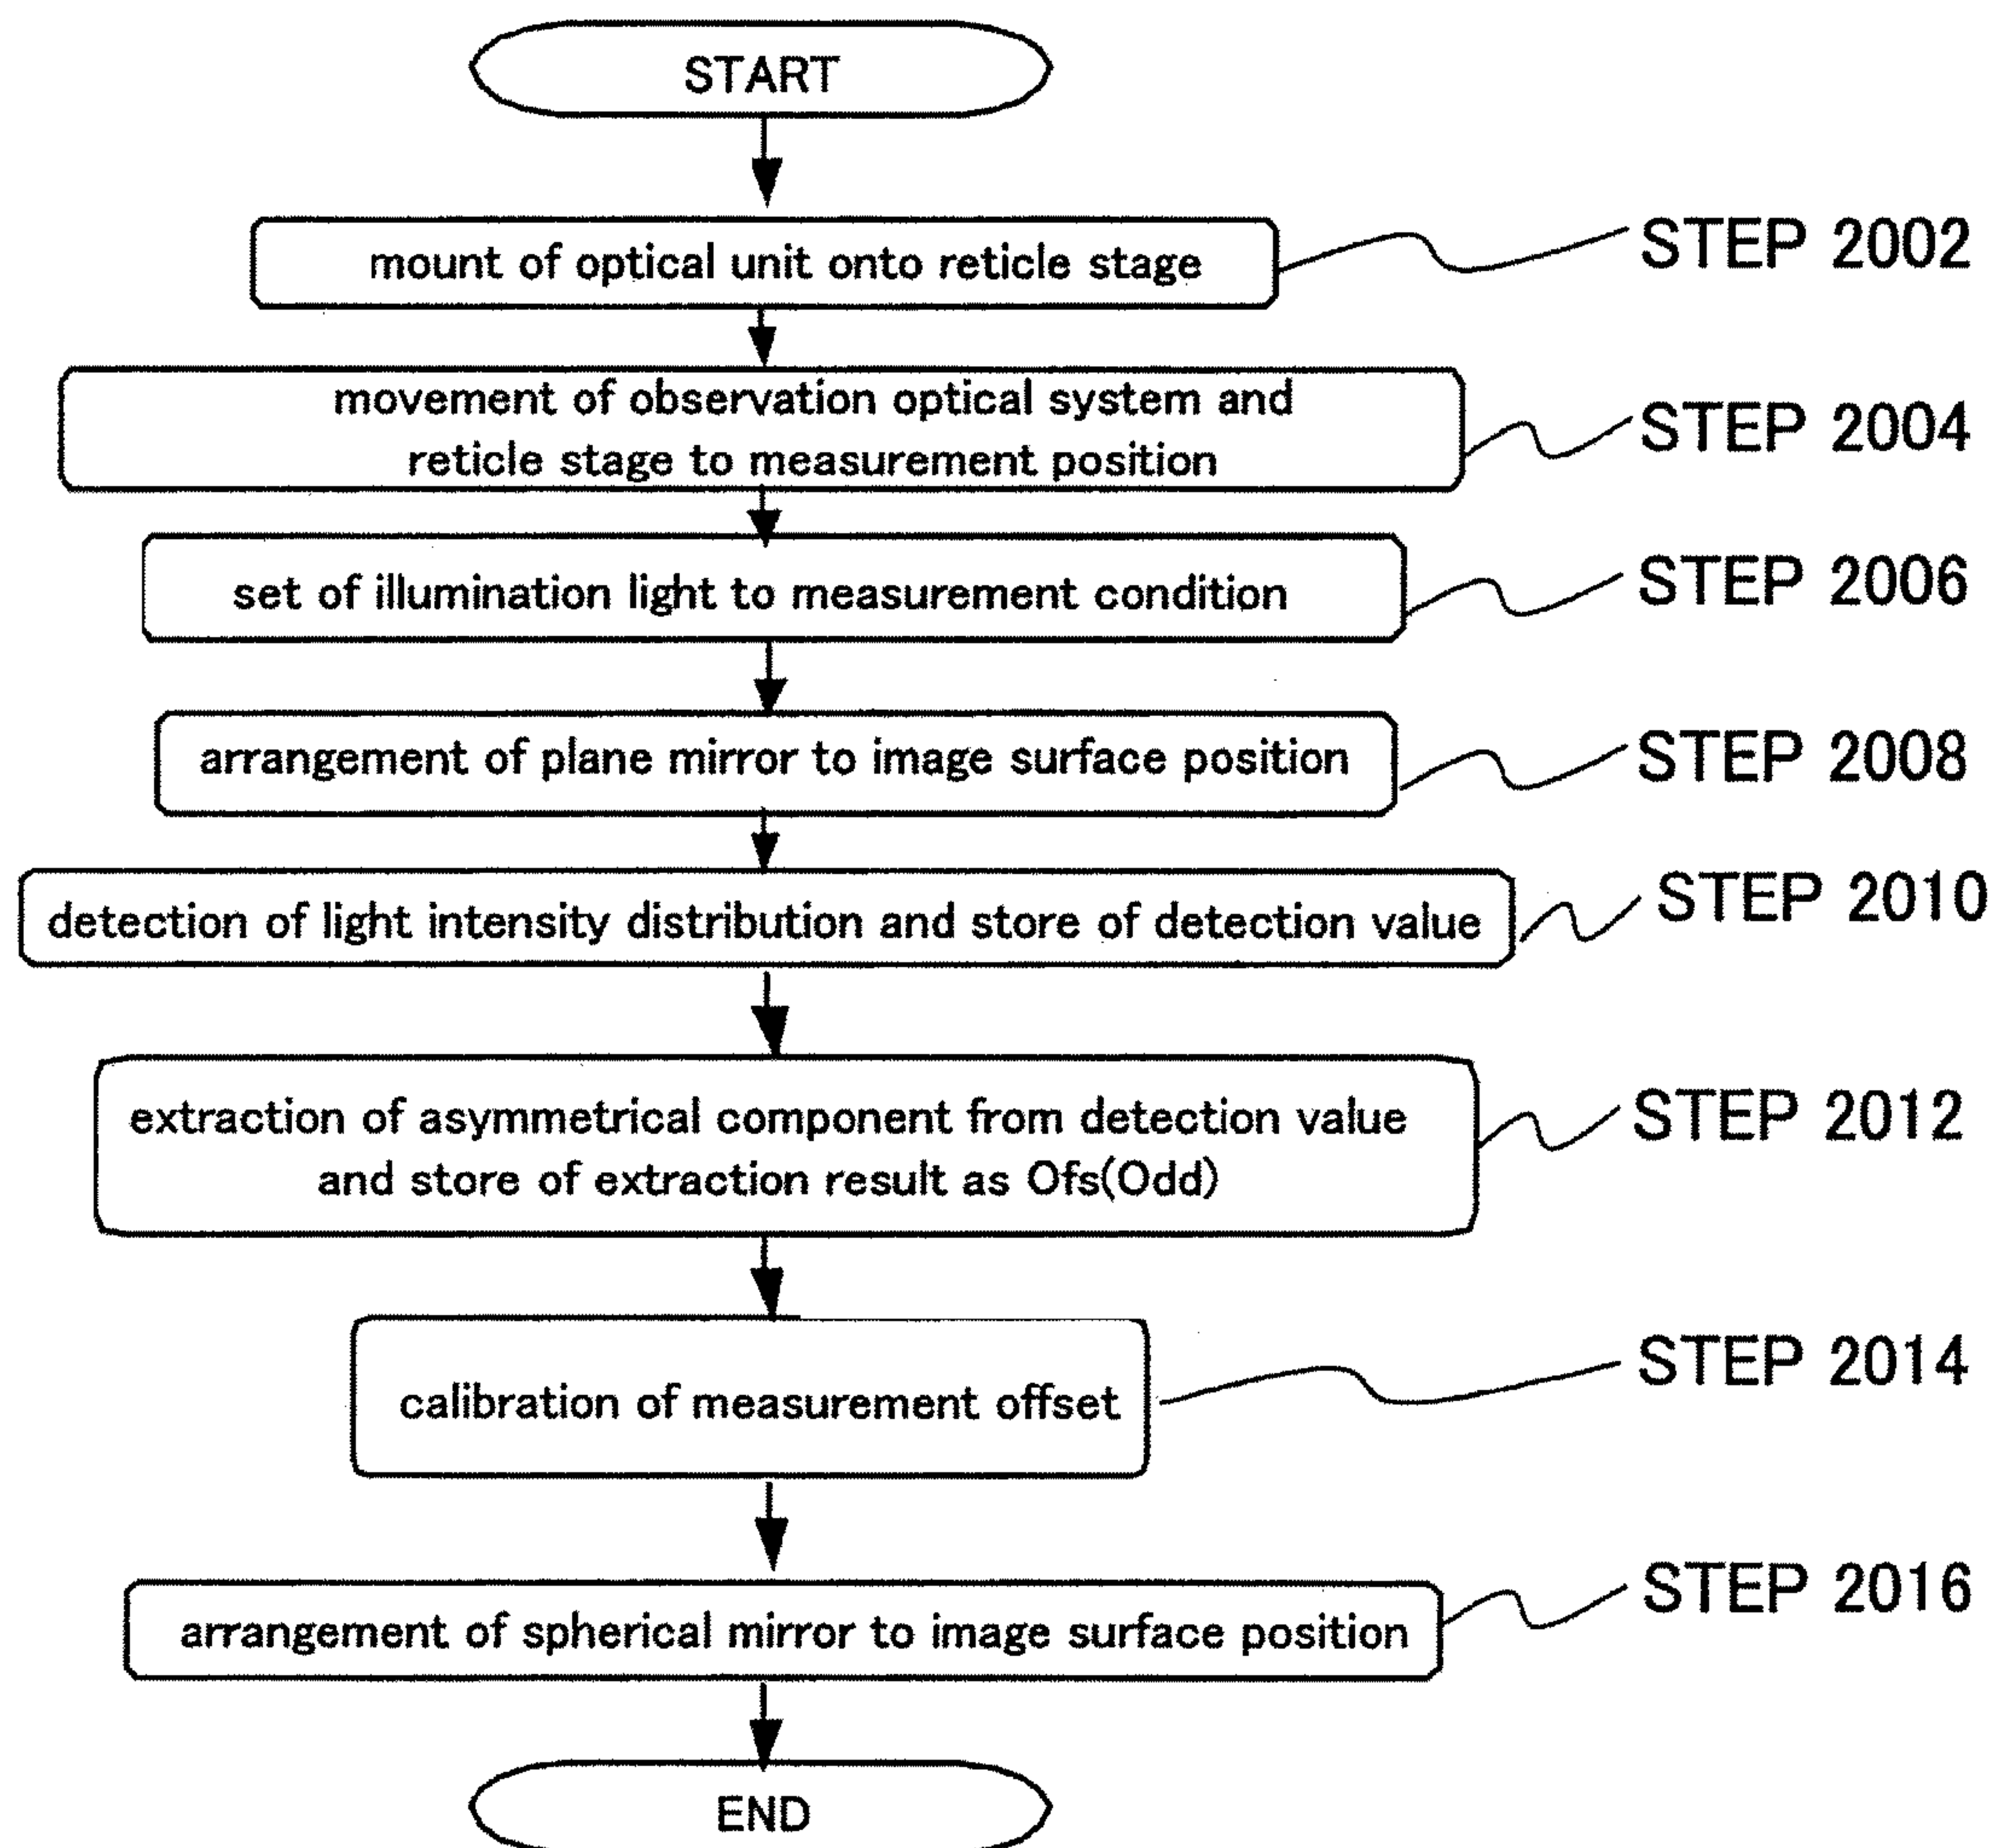 START
mount of optical unit onto reticle stage
STEP 2002
movement of observation optical system and
reticle stage to measurement position
STEP 2004
set of illumination light to measurement condition
STEP 2006
arrangement of plane mirror to image surface position
STEP 2008
detection of light intensity distribution and store of detection value
STEP 2010
extraction of asymmetrical component from detection value
and store of extraction result as Ofs(Odd)
STEP 2012
calibration of measurement offset
STEP 2014
arrangement of spherical mirror to image surface position
STEP 2016
END